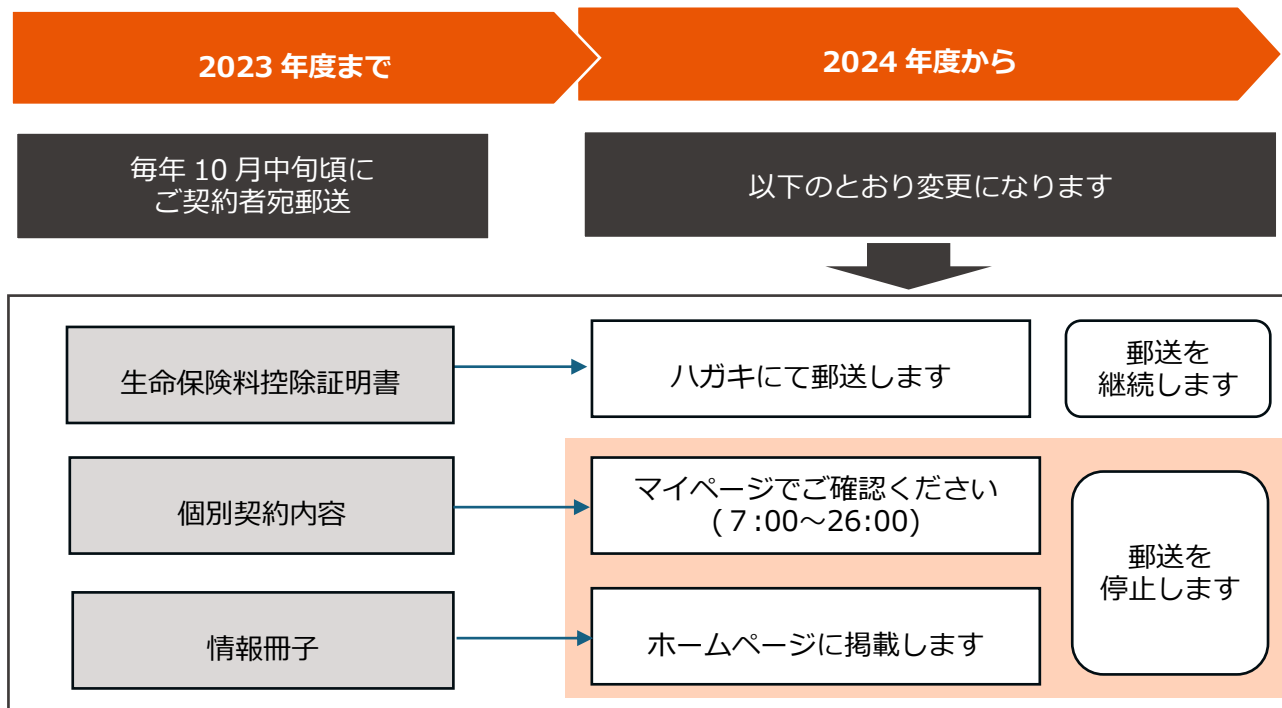 2023 年度まで
2024 年度から
毎年 10 月中旬頃に
ご契約者宛郵送
以下のとおり変更になります
生命保険料控除証明書
ハガキにて郵送します
郵送を
継続します
個別契約内容
マイページでご確認ください
(７:00～26:00)
郵送を
停止します
情報冊子
ホームページに掲載します